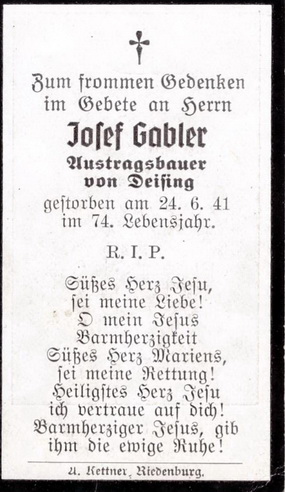 Zum frommen Gedenken
im Gebete an Herrn
Josef Gabler
Austragsbauer
von Deising
gestorben am 24. 6. 41
im 74. Lebensjahr.
R. I. P.
Süßes Herz Jesu,
sei meine Liebe!
O mein Jesus
Barmherzigkeit
Süßes Herz Mariens,
sei meine Rettung!
Heiligstes Herz Jesu
ich vertraue auf dich!
Barmherziger Jesus, gib
ihm die ewige Ruhe!
A. Kettner, Riedenburg.